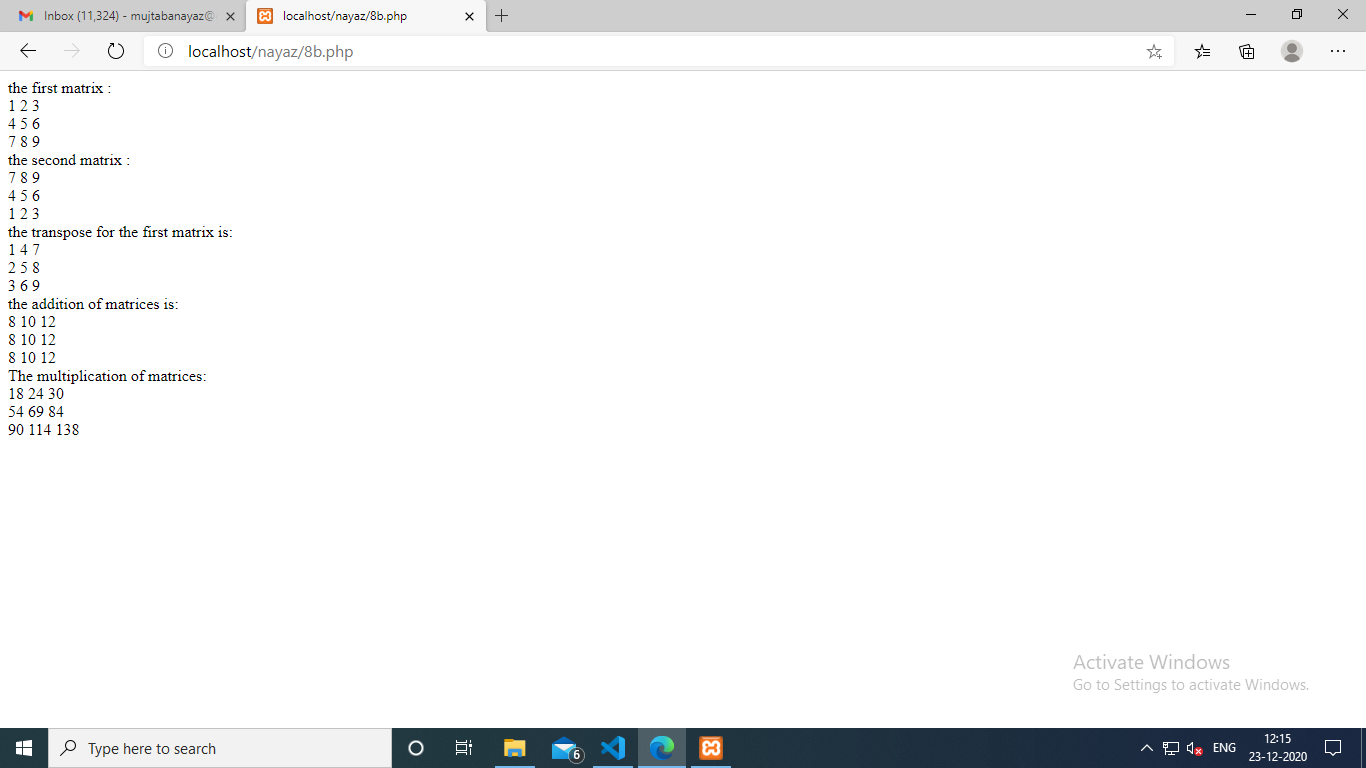 Inbox (11,324) - mujtabanayaz@
localhost/nayaz/8b.php
localhost/nayaz/8b.php
the first matrix :
1 2 3
4 5 6
7 8 9
the second matrix :
7 8 9
4 5 6
1 2 3
the transpose for the first matrix is:
1 4 7
2 5 8
3 6 9
the addition of matrices is:
8 10 12
8 10 12
8 10 12
The multiplication of matrices:
18 24 30
54 69 84
90 114 138
Activate Windows
Go to Settings to activate Windows.
Type here to search
6
ENG
12:15
23-12-2020